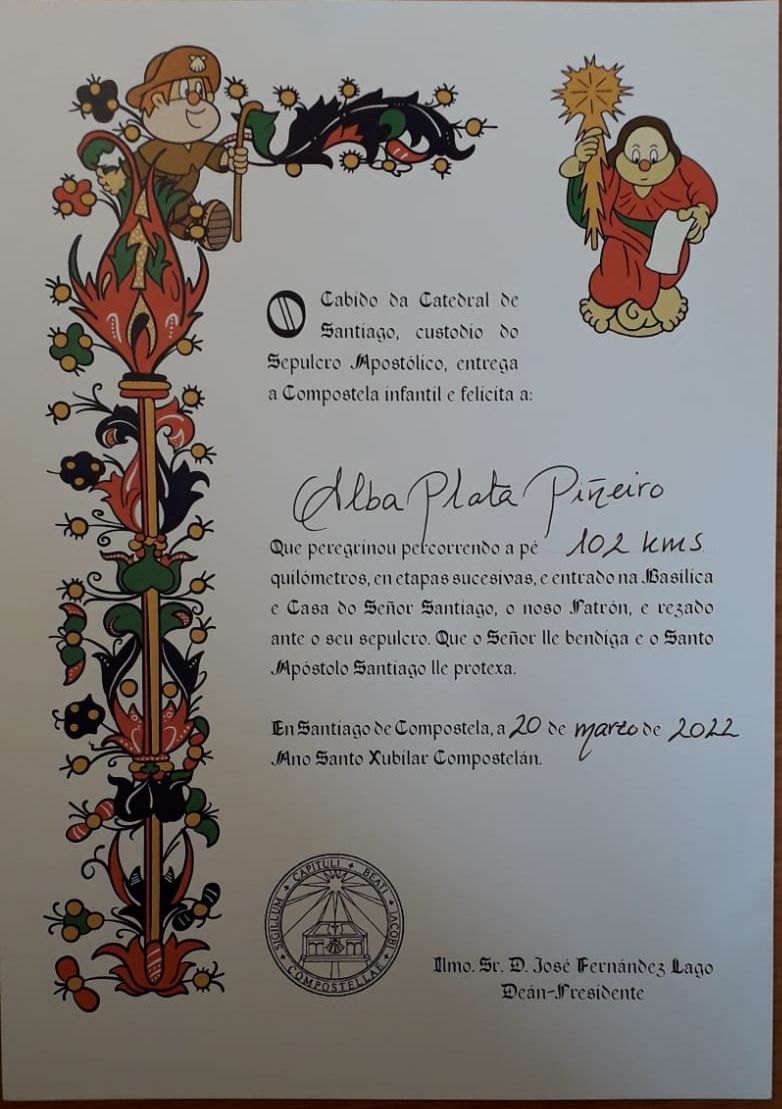 O Cabido da Catedral de
Santiago, custodio do
Sepulcro Apostólico, entrega
a Compostela infantil e felicita a:
Alba Plata Piñeiro
Que peregrinou percorrendo a pé 102 kms
quilómetros, en etapas sucesivas, e entrado na Basílica
e Casa do Señor Santiago, o noso Patrón, e rezado
ante o seu sepulcro. Que o Señor lle bendiga e o Santo
Apóstolo Santiago lle protexa.
En Santiago de Compostela, a 20 de marzo de 2022
Ano Santo Xubilar Compostelán.
SIGILLUM CAPITULI BEATI JACOBI COMPOSTELLAE
Ilmo. Sr. D. José Fernández Lago
Deán-Presidente